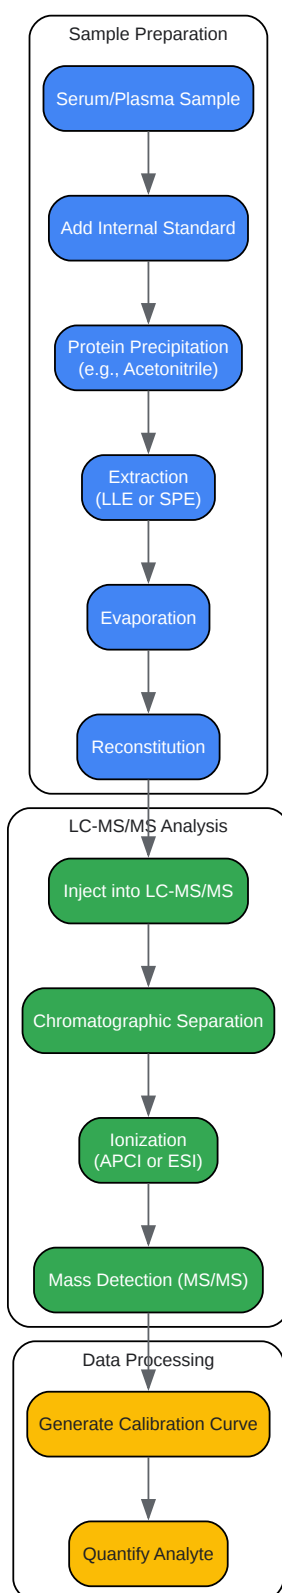 Sample Preparation
Serum/Plasma Sample
Add Internal Standard
Protein Precipitation
(e.g., Acetonitrile)
Extraction
(LLE or SPE)
Evaporation
Reconstitution
LC-MS/MS Analysis
Inject into LC-MS/MS
Chromatographic Separation
Ionization
(APCI or ESI)
Mass Detection (MS/MS)
Data Processing
Generate Calibration Curve
Quantify Analyte